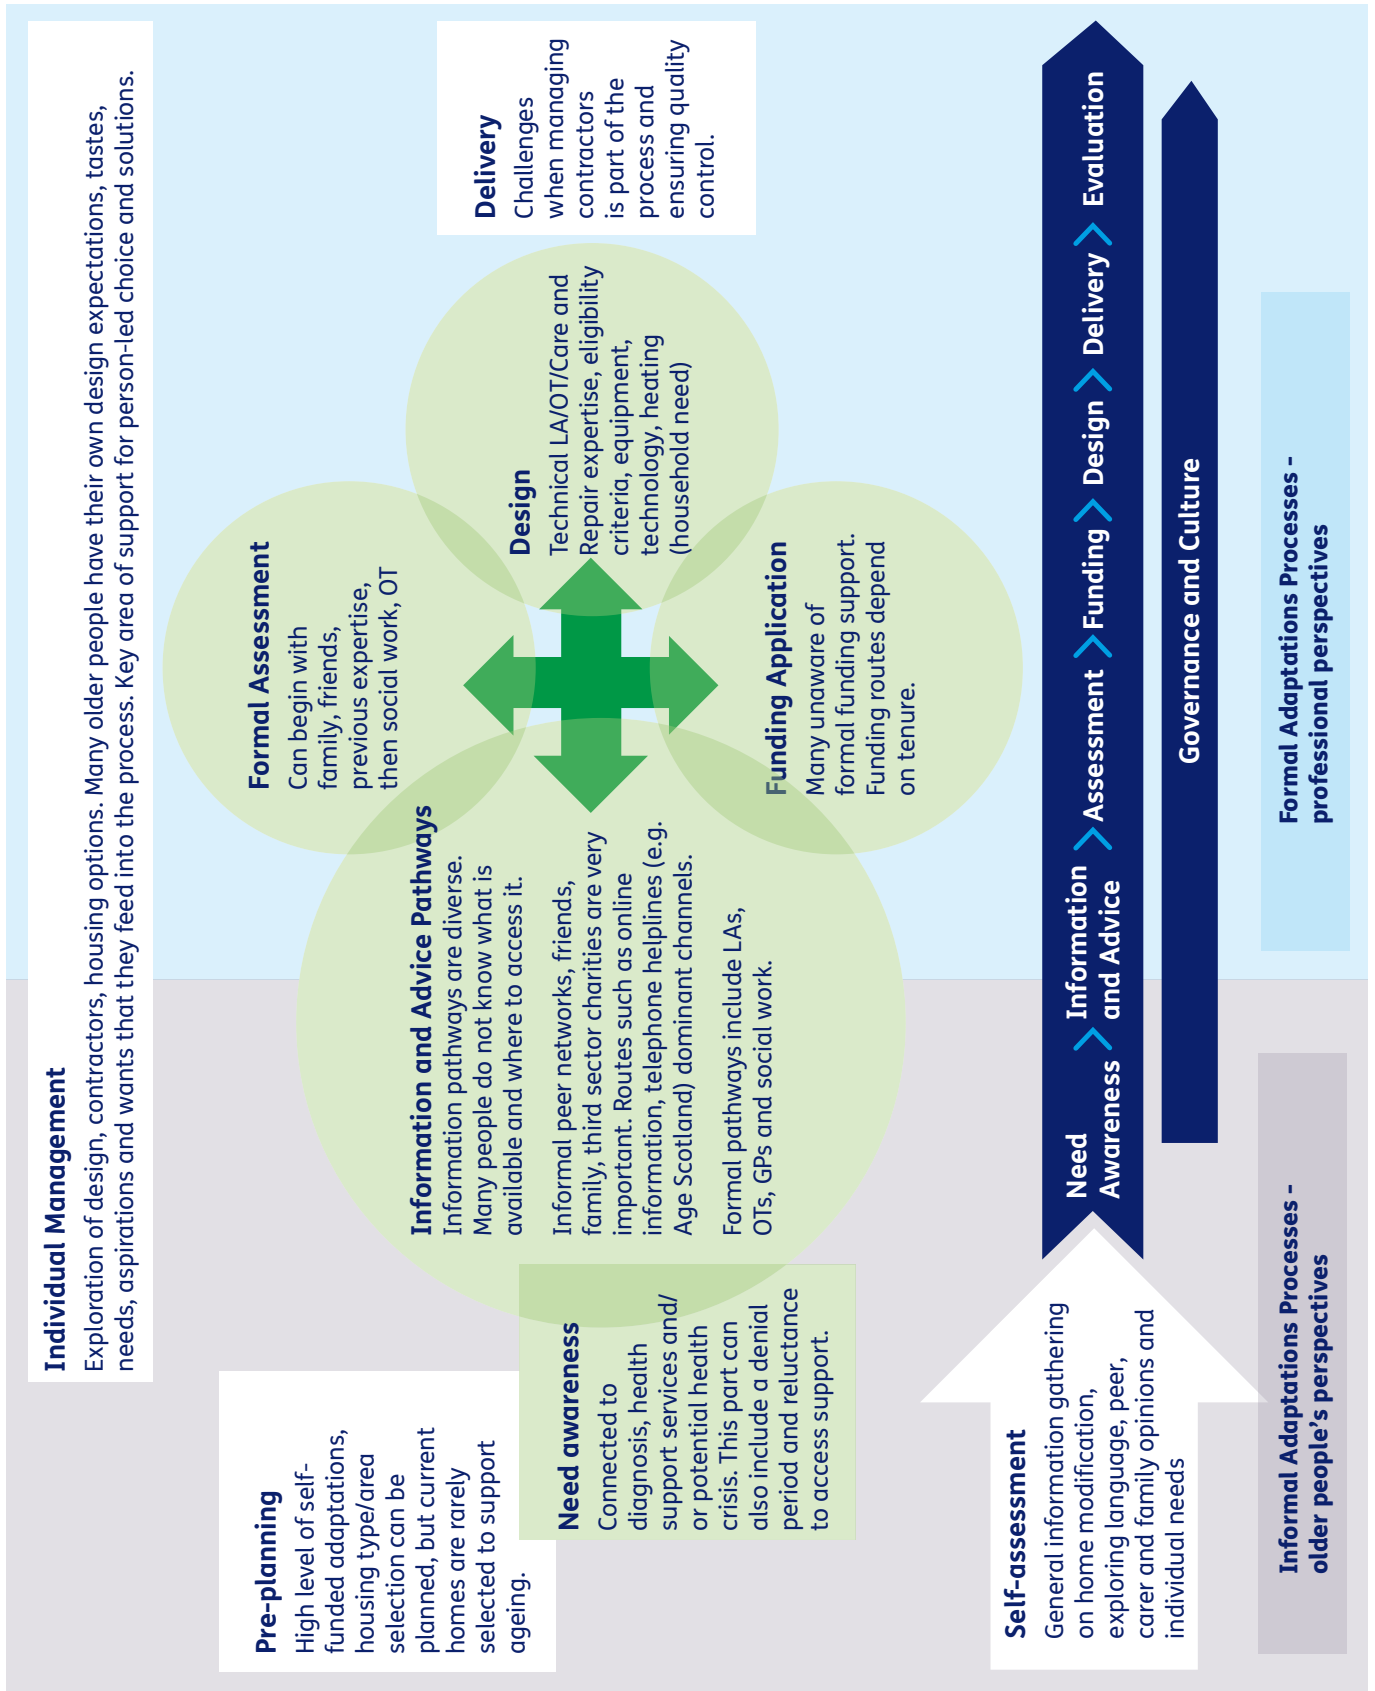 Individual Management
Exploration of design, contractors, housing options. Many older people have their own design expectations, tastes,
needs, aspirations and wants that they feed into the process. Key area of support for person-led choice and solutions.
Pre-planning
High level of self-
funded adaptations,
housing type/area
selection can be
planned, but current
homes are rarely
selected to support
ageing.
Need awareness
Connected to
diagnosis, health
support services and/
or potential health
crisis. This part can
also include a denial
period and reluctance
to access support.
Information and Advice Pathways
Information pathways are diverse.
Many people do not know what is
available and where to access it.
Informal peer networks, friends,
family, third sector charities are very
important. Routes such as online
information, telephone helplines (e.g.
Age Scotland) dominant channels.
Formal pathways include LAs,
OTs, GPs and social work.
Formal Assessment
Can begin with
family, friends,
previous expertise,
then social work, OT
Design
Technical LA/OT/Care and
Repair expertise, eligibility
criteria, equipment,
technology, heating
(household need)
Funding Application
Many unaware of
formal funding support.
Funding routes depend
on tenure.
Delivery
Challenges
when managing
contractors
is part of the
process and
ensuring quality
control.
Self-assessment
General information gathering
on home modification,
exploring language, peer,
carer and family opinions and
individual needs
Need
Awareness
Information
and Advice
Assessment
Funding
Design
Delivery
Evaluation
Governance and Culture
Informal Adaptations Processes –
older people’s perspectives
Formal Adaptations Processes –
professional perspectives